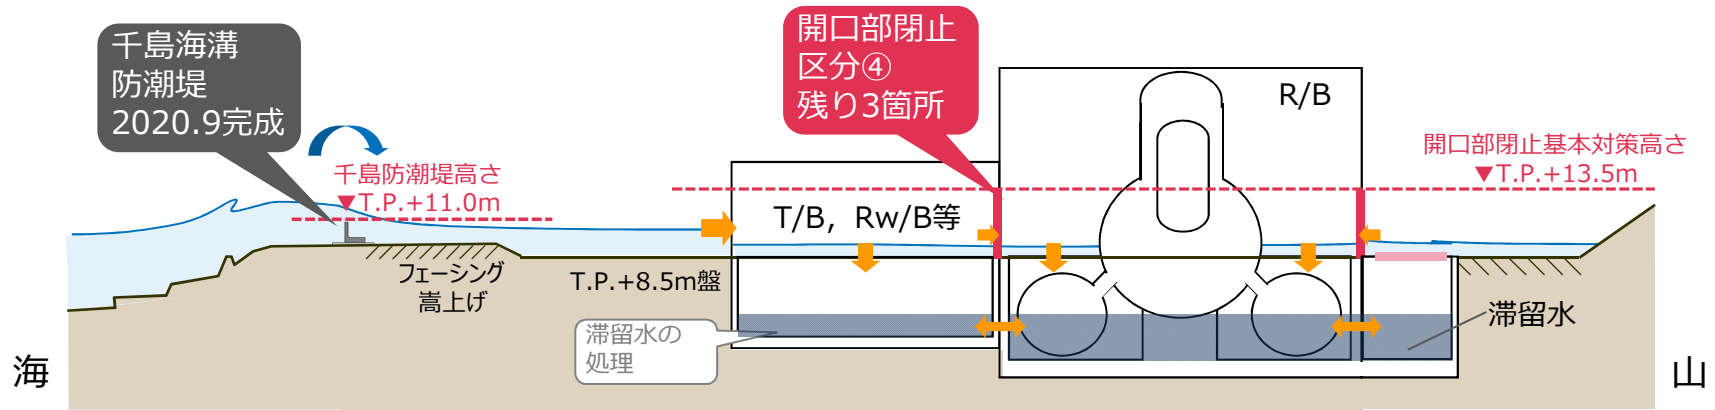 千島海溝
防潮堤
2020.9完成
開口部閉止
区分④
残り3箇所
R/B
開口部閉止基本対策高さ
▼T.P.+13.5m
千島防潮堤高さ
▼T.P.+11.0m
T/B，Rw/B等
フェーシング
嵩上げ
T.P.+8.5m盤
滞留水の
処理
滞留水
海
山